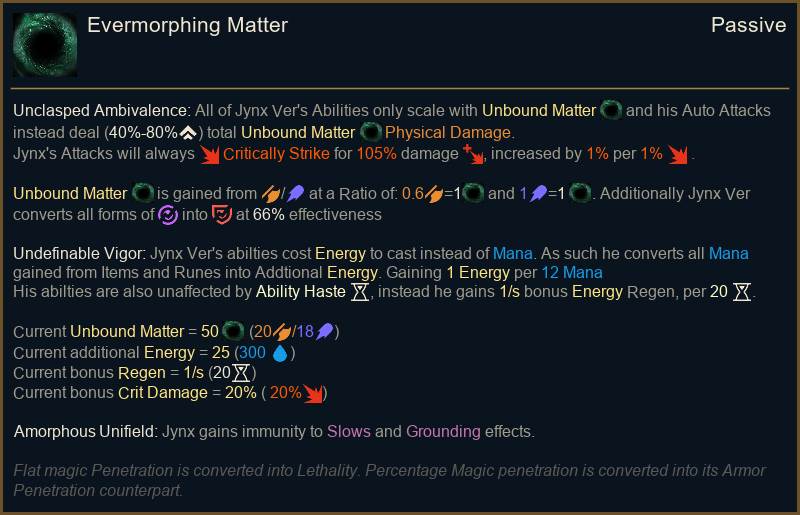 Evermorphing Matter Passive
Unclasped Ambivalence: All of Jynx Ver's Abilities only scale with Unbound Matter and his Auto Attacks
instead deal (40%-80% ) total Unbound Matter Physical Damage.
Jynx's Attacks will always Critically Strike for 105% damage , increased by 1% per 1% .
Unbound Matter is gained from / at a Ratio of: 0.6 =1 and 1 =1 . Additionally Jynx Ver
converts all forms of into at 66% effectiveness
Undefinable Vigor: Jynx Ver's abilties cost Energy to cast instead of Mana. As such he converts all Mana
gained from Items and Runes into Addtional Energy. Gaining 1 Energy per 12 Mana
His abilties are also unaffected by Ability Haste , instead he gains 1/s bonus Energy Regen, per 20 .
Current Unbound Matter = 50 (20 /18 )
Current additional Energy = 25 (300 )
Current bonus Regen = 1/s (20 )
Current bonus Crit Damage = 20% ( 20% )
Amorphous Unifield: Jynx gains immunity to Slows and Grounding effects.
Flat magic Penetration is converted into Lethality. Percentage Magic penetration is converted into its Armor
Penetration counterpart.